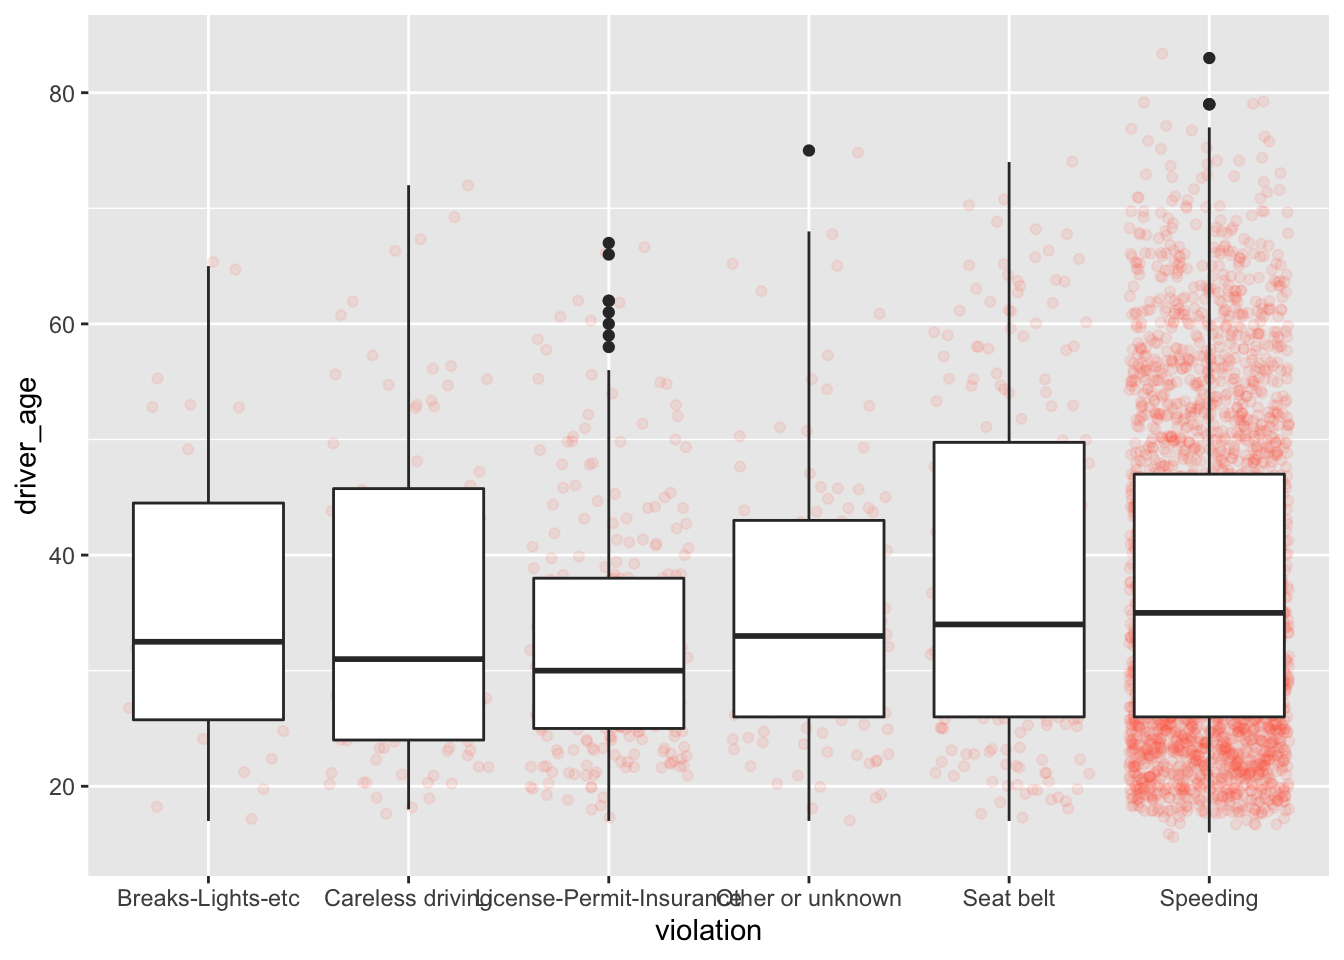 80
60
40
20
driver_age
Breaks-Lights-etc
Careless driving
License-Permit-Insurance
Other or unknown
Seat belt
Speeding
violation